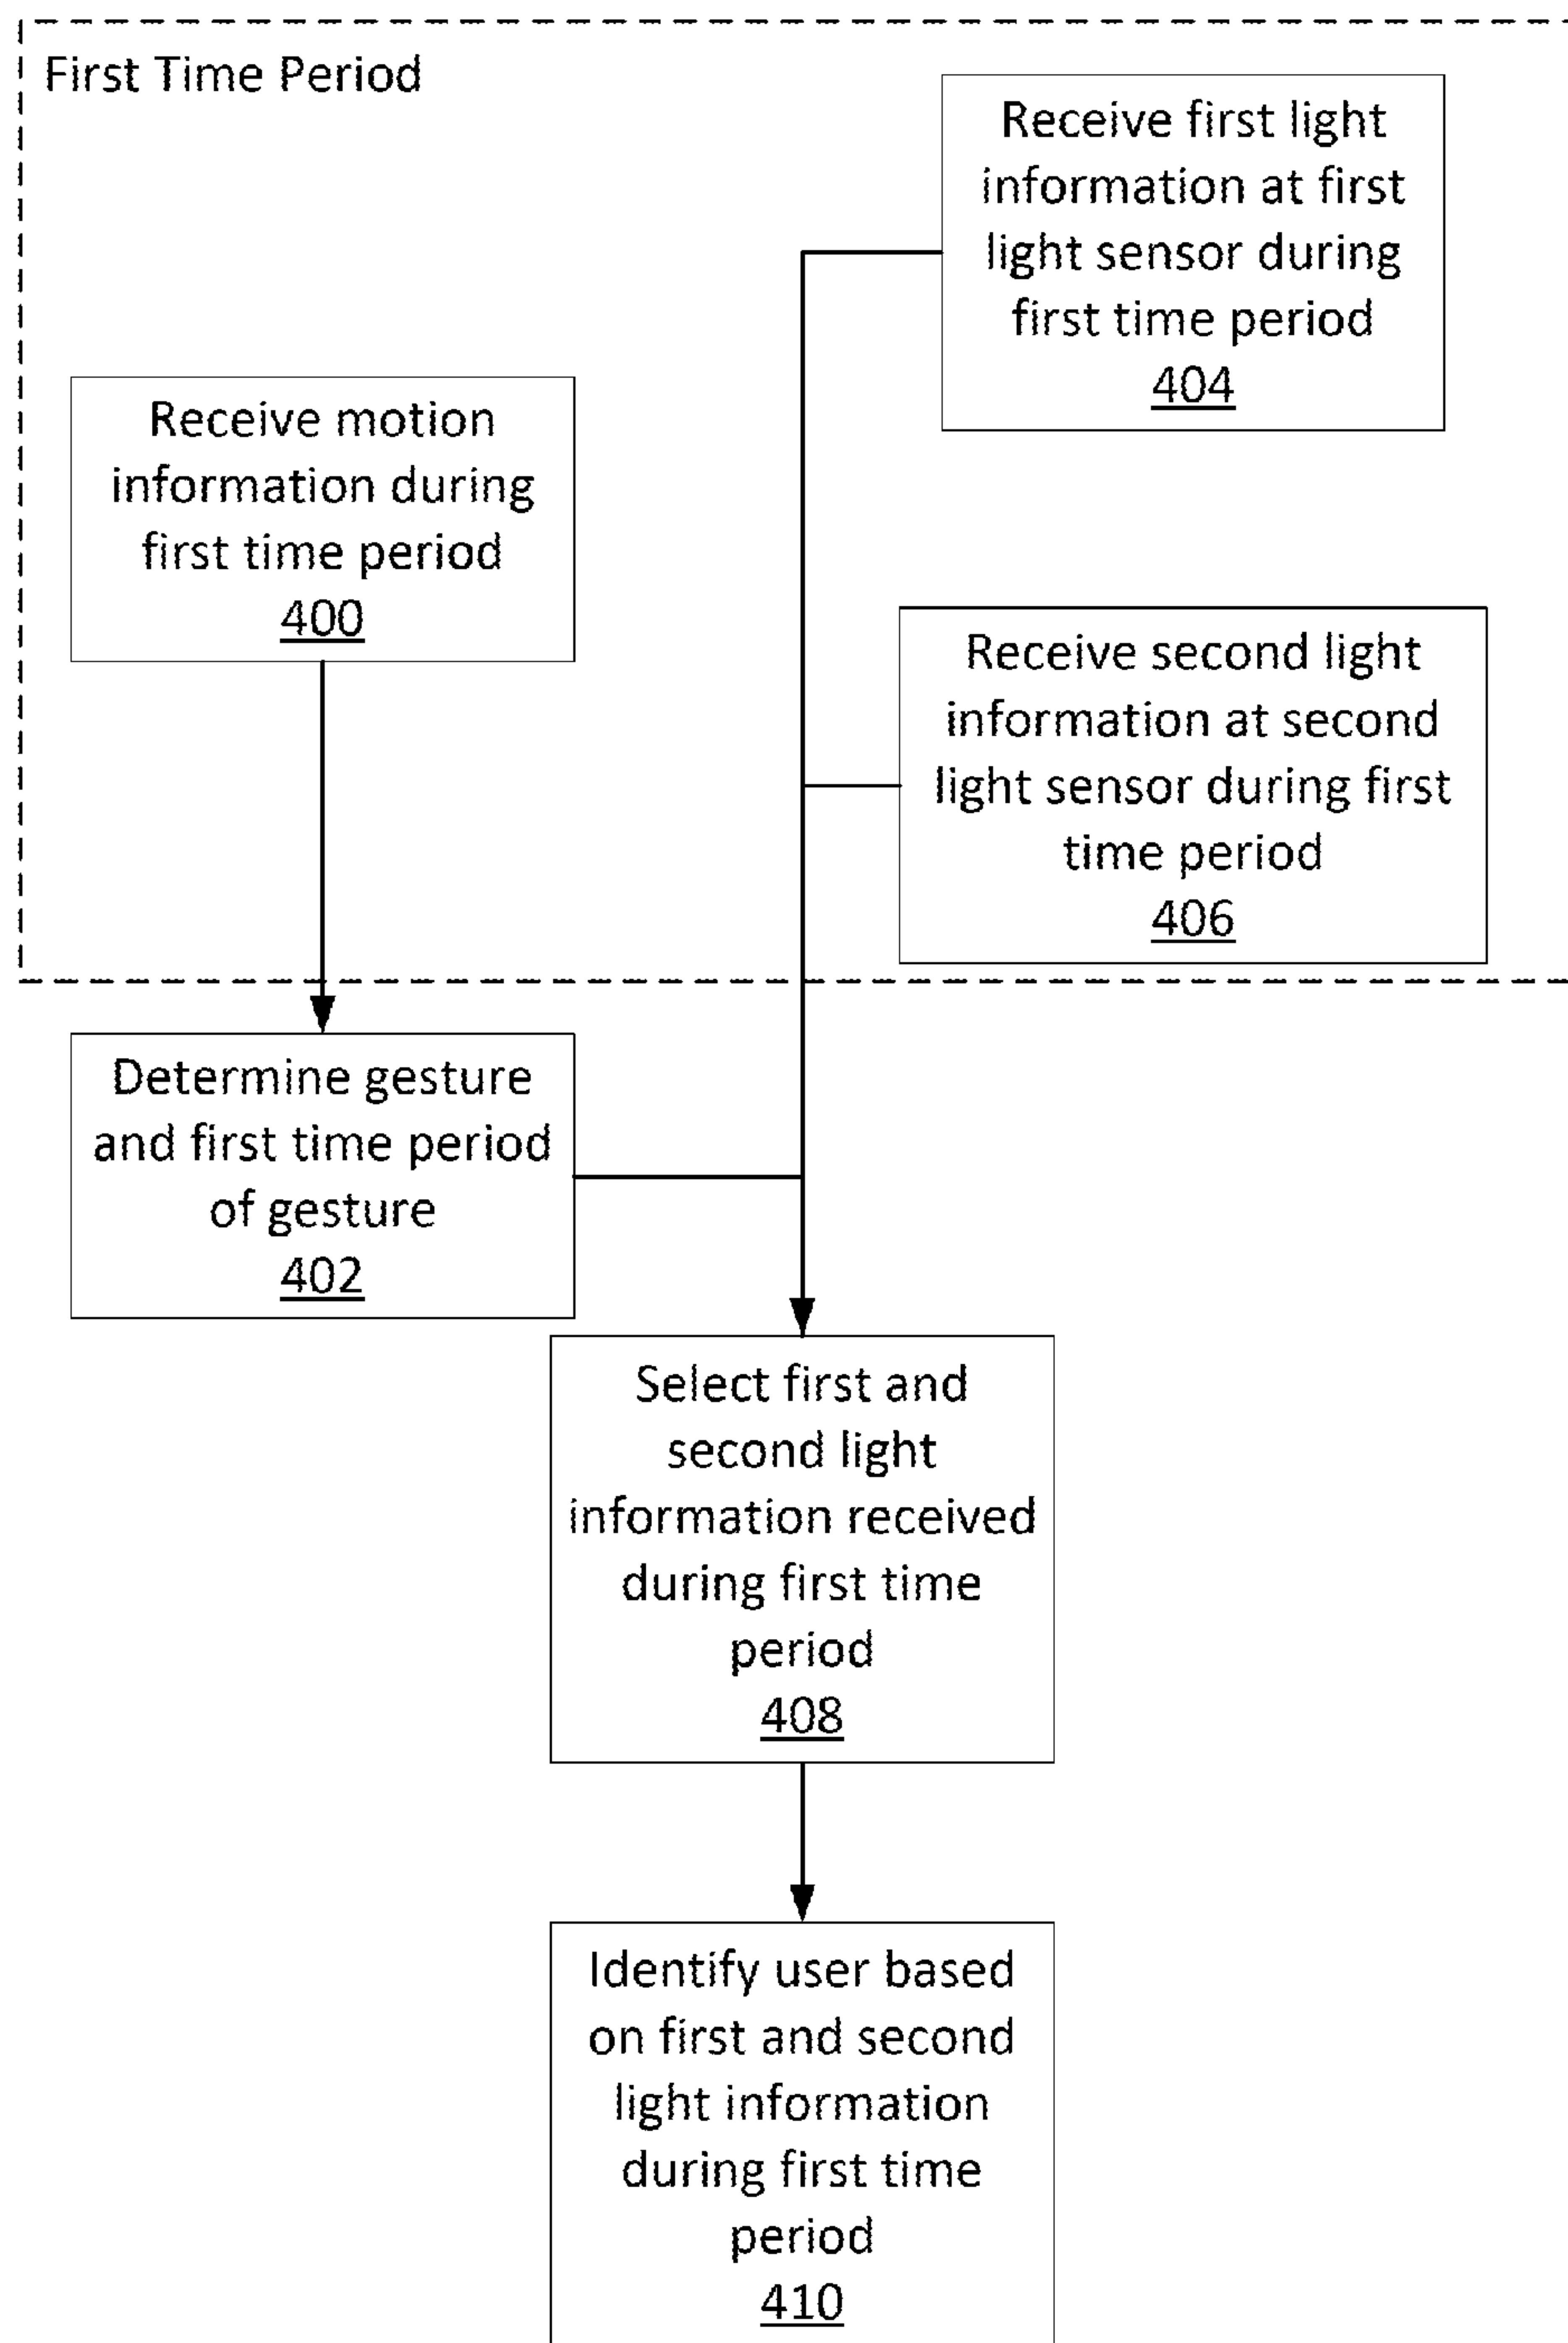 First Time Period
Receive first light
information at first
light sensor during
first time period
404
Receive motion
information during
first time period
400
Receive second light
information at second
light sensor during first
time period
406
Determine gesture
and first time period
of gesture
402
Select first and
second light
information received
during first time
period
408
Identify user based
on first and second
light information
during first time
period
410